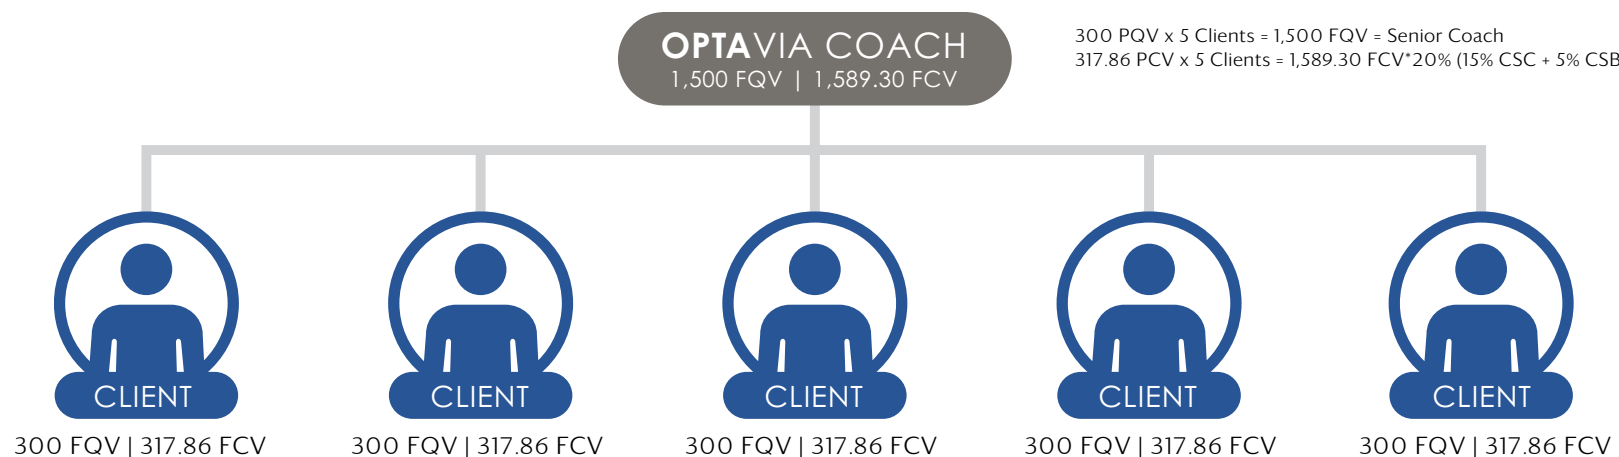 OPTAVIA COACH
1,500 FQV | 1,589.30 FCV
300 PQV x 5 Clients = 1,500 FQV = Senior Coach
317.86 PCV x 5 Clients = 1,589.30 FCV*20% (15% CSC + 5% CSB
CLIENT
300 FQV | 317.86 FCV
CLIENT
300 FQV | 317.86 FCV
CLIENT
300 FQV | 317.86 FCV
CLIENT
300 FQV | 317.86 FCV
CLIENT
300 FQV | 317.86 FCV